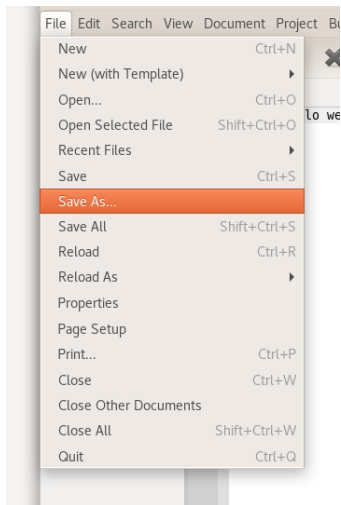 File Edit Search View Document Project
New Ctrl+N
New (with Template)
Open... Ctrl+O
Open Selected File Shift+Ctrl+O
Recent Files
Save Ctrl+S
Save As...
Save All Shift+Ctrl+S
Reload Ctrl+R
Reload As
Properties
Page Setup
Print... Ctrl+P
Close Ctrl+W
Close Other Documents
Close All Shift+Ctrl+W
Quit Ctrl+Q